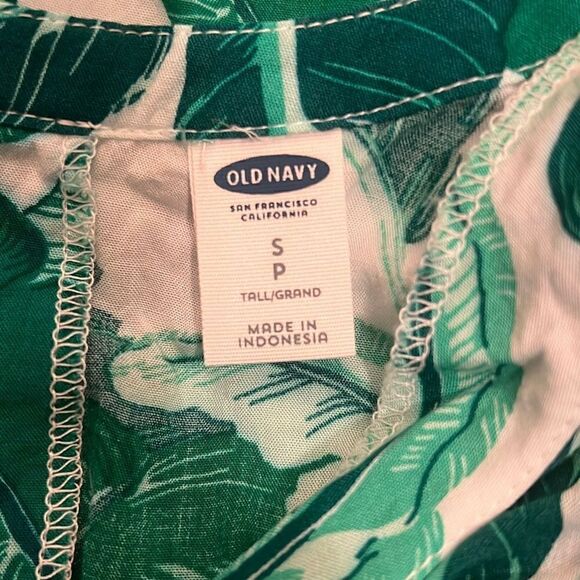 OLD NAVY
SAN FRANCISCO
CALIFORNIA
S
P
TALL/GRAND
MADE IN
INDONESIA